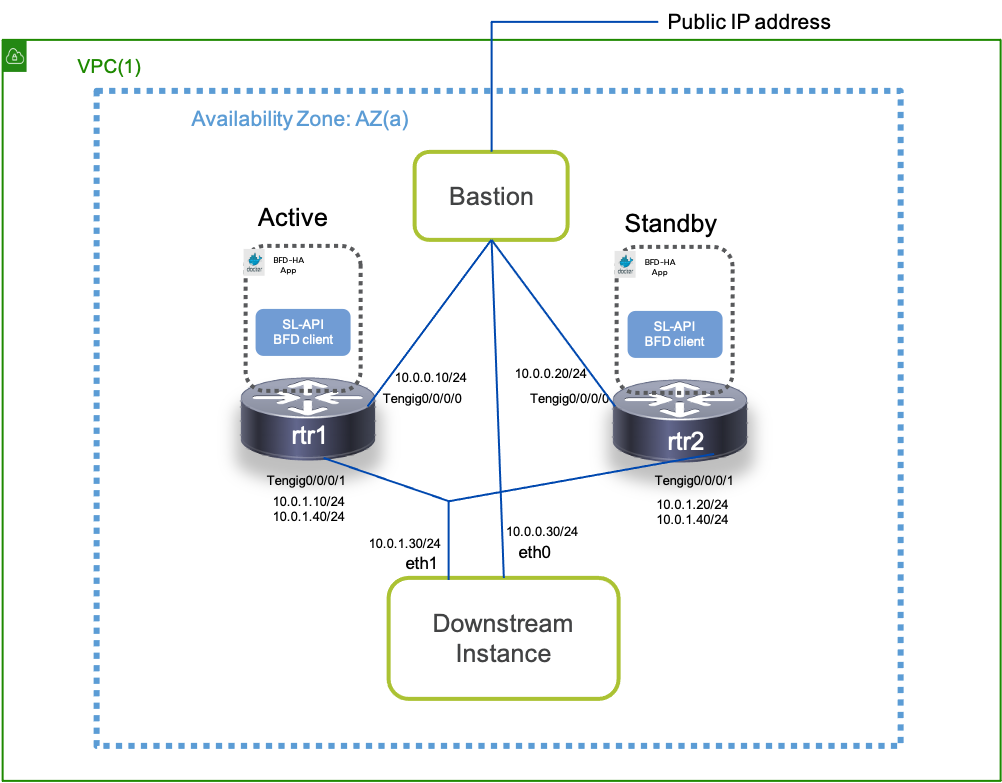 Public IP address
VPC(1)
Availability Zone: AZ(a)
Bastion
Active
Standby
docker
BFD-HA
App
docker
BFD-HA
App
SL-API
BFD client
SL-API
BFD client
10.0.0.10/24
Tengig0/0/0/0
10.0.0.20/24
Tengig0/0/0/0
rtr1
rtr2
Tengig0/0/0/1
10.0.1.10/24
10.0.1.40/24
Tengig0/0/0/1
10.0.1.20/24
10.0.1.40/24
10.0.1.30/24
eth1
10.0.0.30/24
eth0
Downstream
Instance